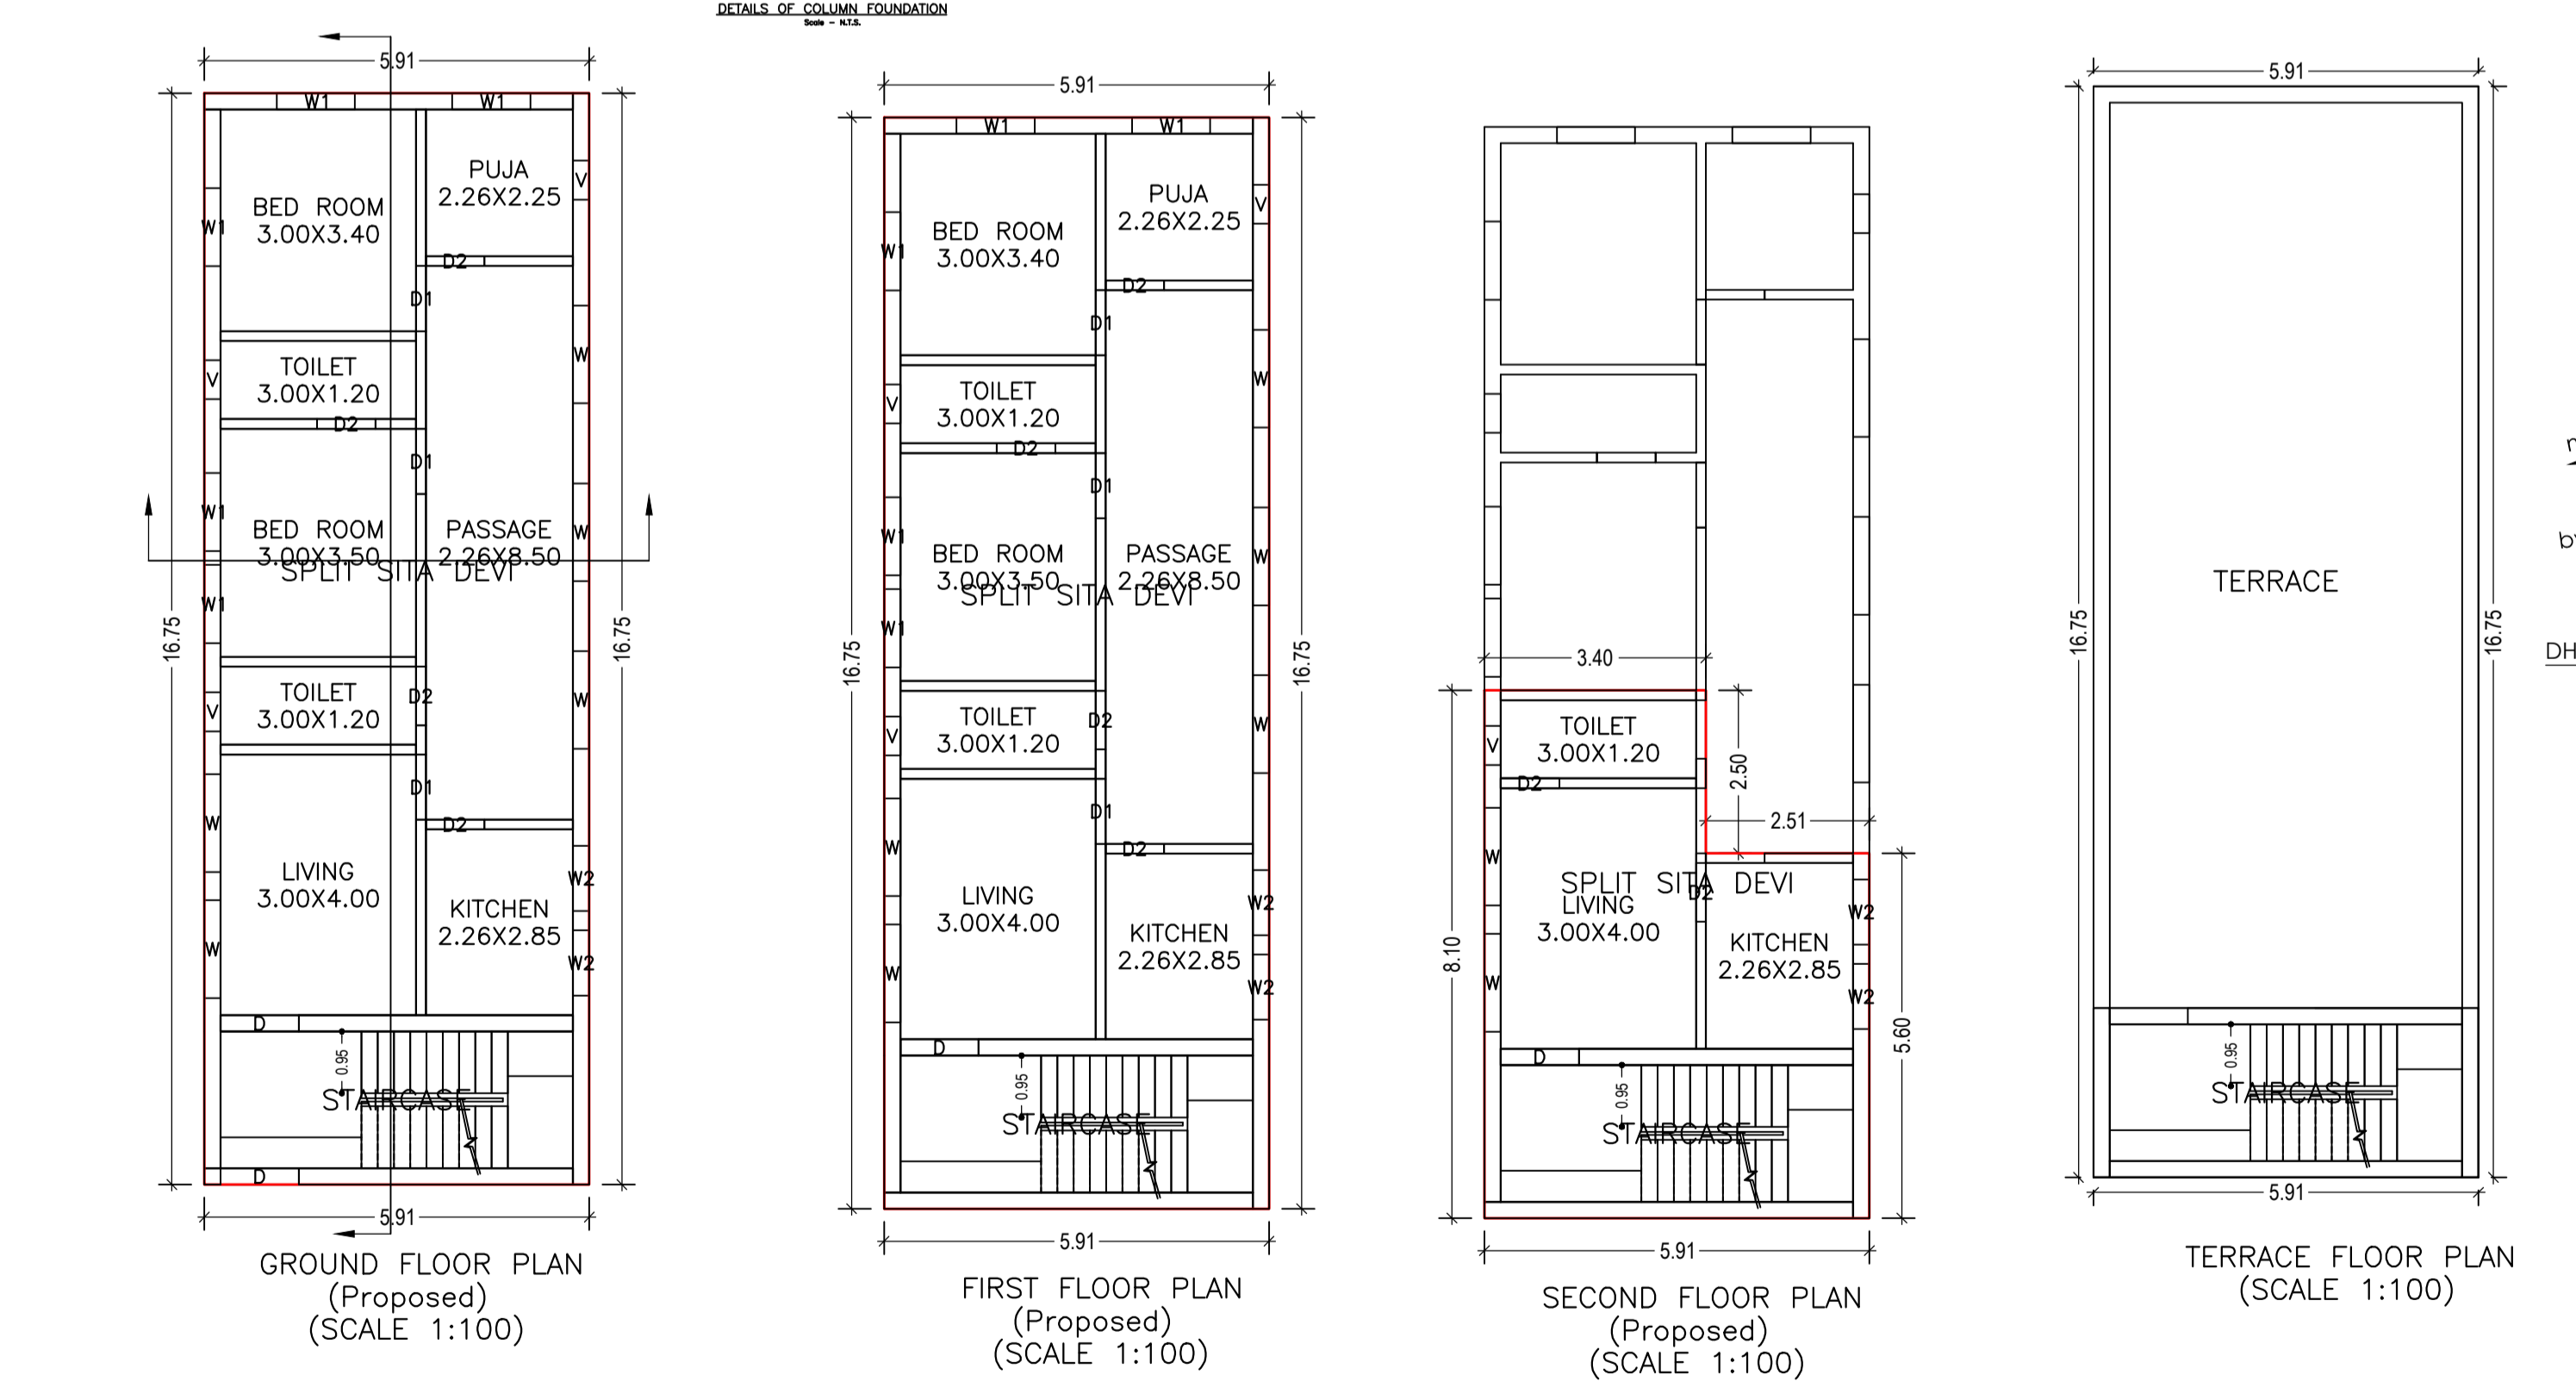 DETAILS OF COLUMN FOUNDATION
Scale - N.T.S.
5.91
W1
W1
PUJA
2.26X2.25
V
BED ROOM
3.00X3.40
W1
D2
D1
TOILET
3.00X1.20
V
W
D2
D1
W1
BED ROOM
3.00X3.50
PASSAGE
2.26X8.50
W
SPLIT SITA DEVI
W1
16.75
16.75
TOILET
3.00X1.20
V
D2
W
D1
W
D2
LIVING
3.00X4.00
W2
KITCHEN
2.26X2.85
W
W2
D
0.95
STAIRCASE
D
5.91
GROUND FLOOR PLAN
(Proposed)
(SCALE 1:100)
5.91
W1
W1
PUJA
2.26X2.25
V
BED ROOM
3.00X3.40
W1
D2
D1
TOILET
3.00X1.20
V
W
D2
D1
W1
BED ROOM
3.00X3.50
PASSAGE
2.26X8.50
W
SPLIT SITA DEVI
W1
16.75
16.75
TOILET
3.00X1.20
V
D2
W
D1
W
D2
LIVING
3.00X4.00
W2
KITCHEN
2.26X2.85
W
W2
D
0.95
STAIRCASE
5.91
FIRST FLOOR PLAN
(Proposed)
(SCALE 1:100)
3.40
TOILET
3.00X1.20
V
D2
2.50
2.51
W
SPLIT SITA DEVI
D2
LIVING
3.00X4.00
W2
KITCHEN
2.26X2.85
8.10
W
W2
5.60
D
0.95
STAIRCASE
5.91
SECOND FLOOR PLAN
(Proposed)
(SCALE 1:100)
5.91
TERRACE
16.75
16.75
0.95
STAIRCASE
5.91
TERRACE FLOOR PLAN
(SCALE 1:100)
DH